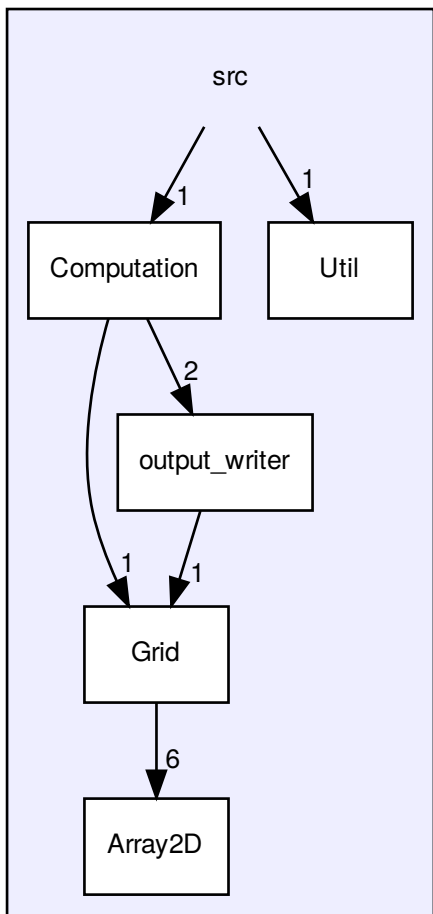 src
1
1
Computation
Util
2
output_writer
1
1
Grid
6
Array2D